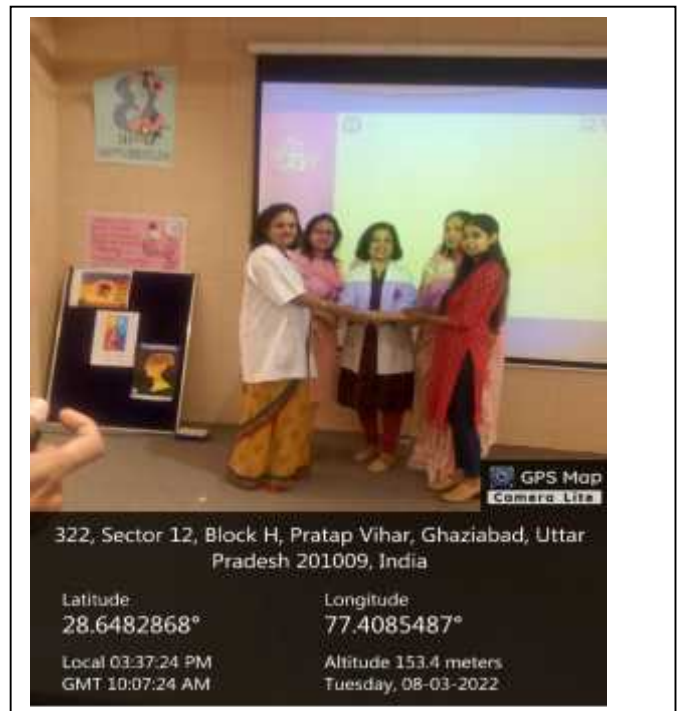 GPS Map
Camera Lite
322, Sector 12, Block H, Pratap Vihar, Ghaziabad, Uttar
Pradesh 201009, India
Latitude
28.6482868°
Longitude
77.4085487°
Local 03:37:24 PM
GMT 10:07:24 AM
Altitude 153.4 meters
Tuesday, 08-03-2022